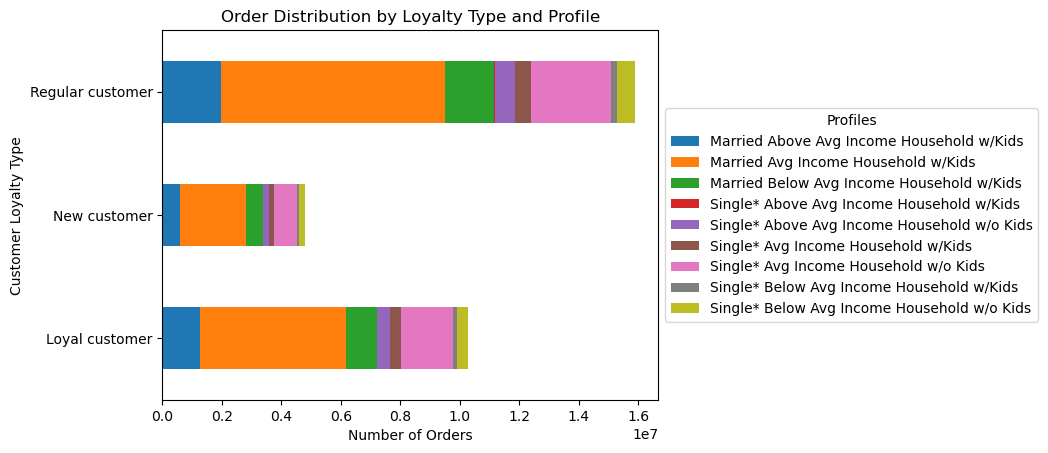 Order Distribution by Loyalty Type and Profile
Customer Loyalty Type
Regular customer
New customer
Loyal customer
0.0 0.2 0.4 0.6 0.8 1.0 1.2 1.4 1.6
1e7
Number of Orders
Profiles
Married Above Avg Income Household w/Kids
Married Avg Income Household w/Kids
Married Below Avg Income Household w/Kids
Single* Above Avg Income Household w/Kids
Single* Above Avg Income Household w/o Kids
Single* Avg Income Household w/Kids
Single* Avg Income Household w/o Kids
Single* Below Avg Income Household w/Kids
Single* Below Avg Income Household w/o Kids